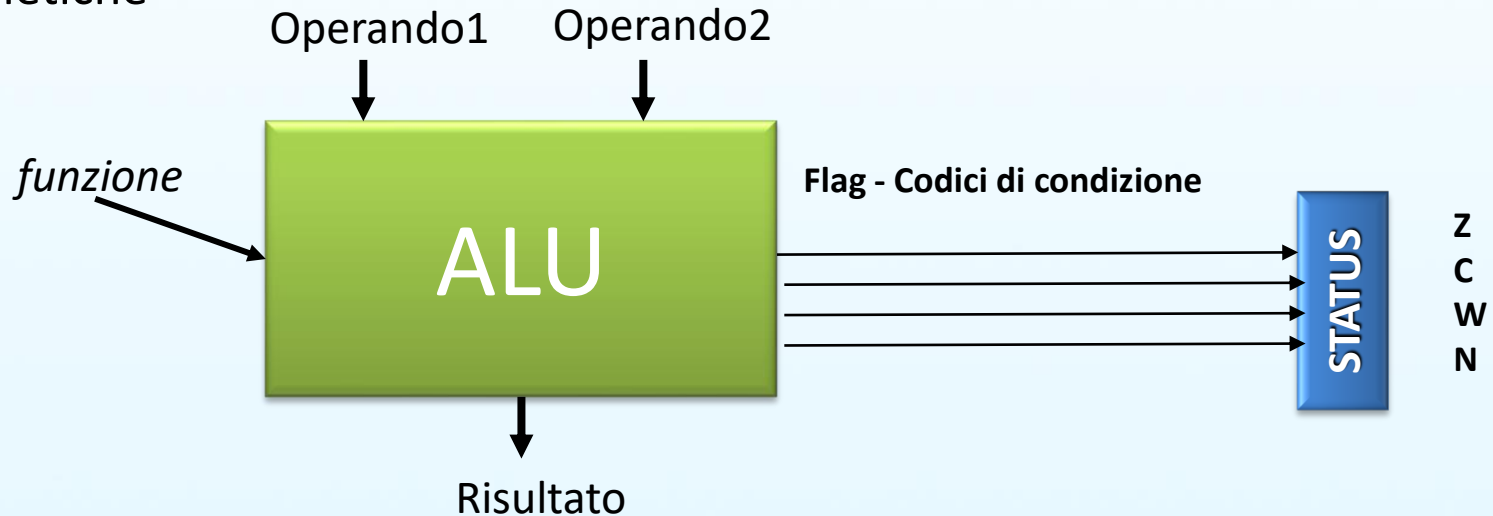 Operando1 Operando2
funzione
Flag - Codici di condizione
ALU
STATUS
Z
C
W
N
Risultato